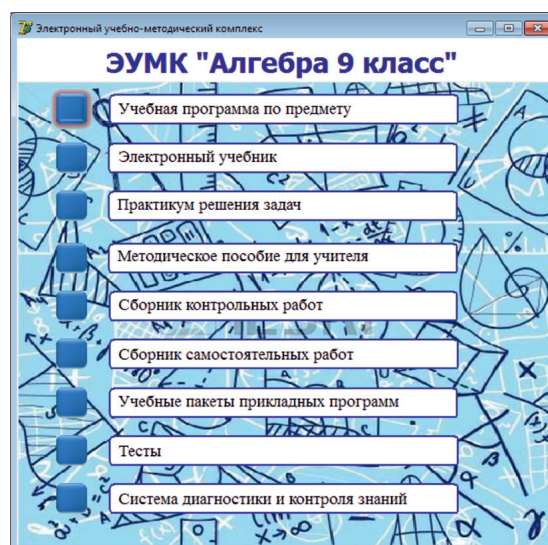 Электронный учебно-методический комплекс
ЭУМК "Алгебра 9 класс"
Учебная программа по предмету
Электронный учебник
Практикум решения задач
Методическое пособие для учителя
Сборник контрольных работ
Сборник самостоятельных работ
Учебные пакеты прикладных программ
Тесты
Система диагностики и контроля знаний